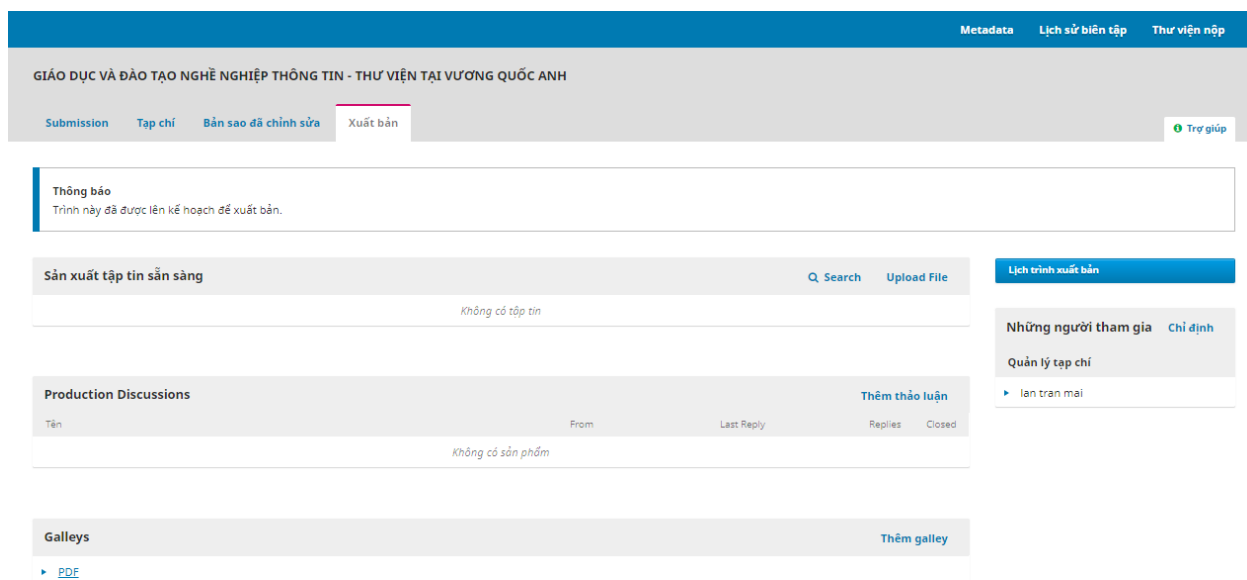 Metadata Lịch sử biên tập Thư viện nộp
GIÁO DỤC VÀ ĐÀO TẠO NGHỀ NGHIỆP THÔNG TIN - THƯ VIỆN TẠI VƯƠNG QUỐC ANH
Submission Tạp chí Bản sao đã chỉnh sửa Xuất bản
Trợ giúp
Thông báo
Trình này đã được lên kế hoạch để xuất bản.
Sản xuất tập tin sẵn sàng Search Upload File
Không có tập tin
Lịch trình xuất bản
Những người tham gia Chỉ định
Quản lý tạp chí
lan tran mai
Production Discussions Thêm thảo luận
Tên From Last Reply Replies Closed
Không có sản phẩm
Galleys Thêm galley
PDF